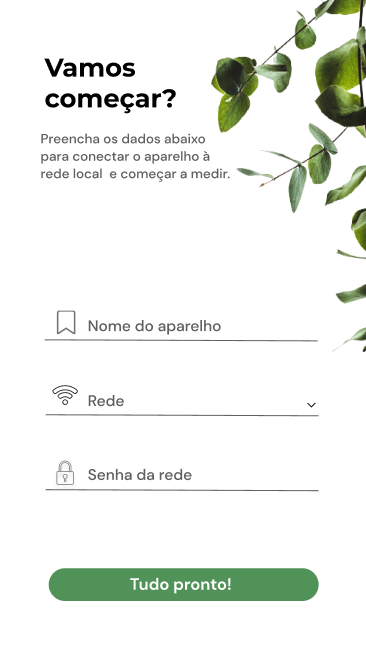 Vamos
começar?
Preencha os dados abaixo
para conectar o aparelho à
rede local e começar a medir.
Nome do aparelho
Rede
Senha da rede
Tudo pronto!